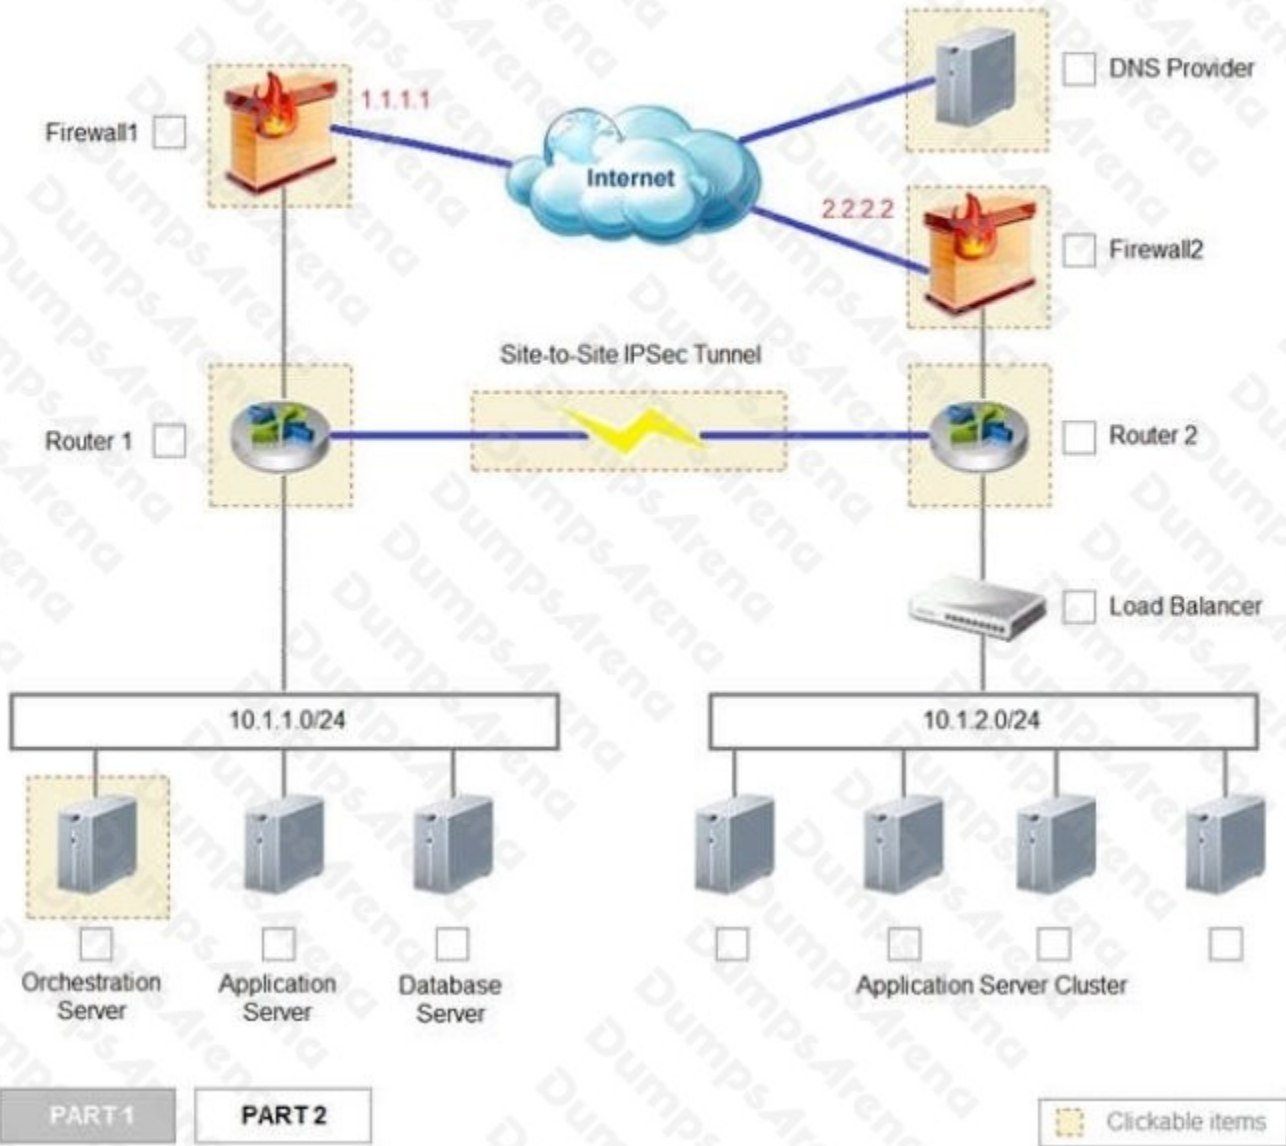 DNS Provider
1.1.1.1
Firewall1
Internet
2.2.2.2
Firewall2
Site-to-Site IPSec Tunnel
Router 1
Router 2
Load Balancer
10.1.1.0/24
10.1.2.0/24
Orchestration
Server
Application
Server
Database
Server
Application Server Cluster
PART 1
PART 2
Clickable items
DumpsArena